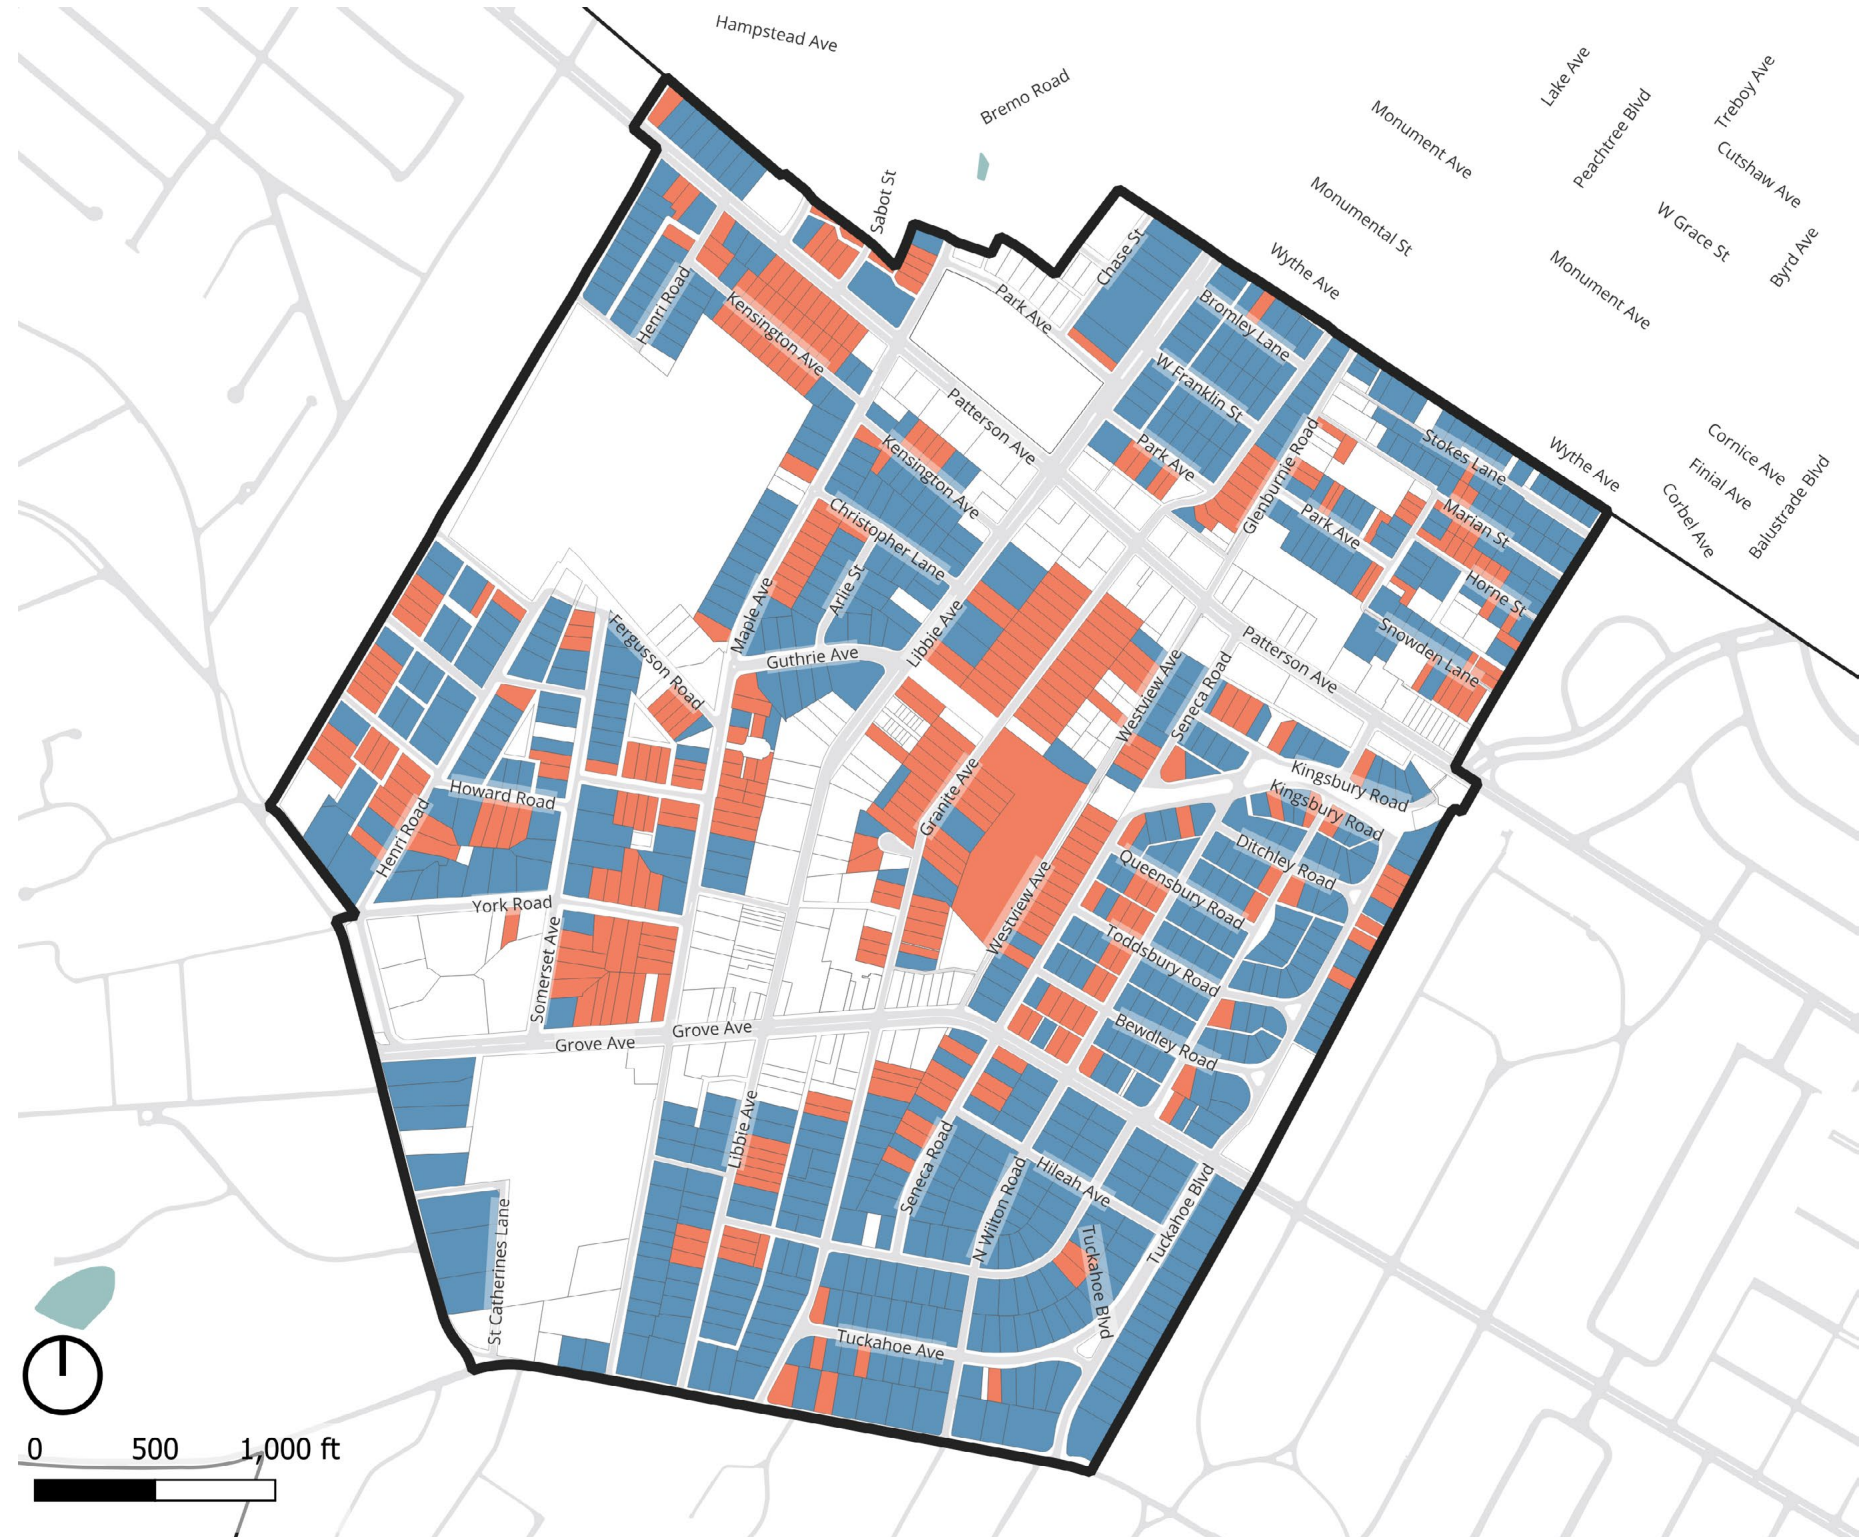 Hampstead Ave
Bremo Road
Lake Ave
Treboy Ave
Peachtree Blvd
Monument Ave
Cutshaw Ave
Sabot St
Monumental St
W Grace St
Byrd Ave
Chase St
Wythe Ave
Monument Ave
Henri Road
Park Ave
Bromley Lane
Kensington Ave
W Franklin St
Patterson Ave
Park Ave
Glenburnie Road
Stokes Lane
Wythe Ave
Cornice Ave
Finial Ave
Corbel Ave
Balustrade Blvd
Kensington Ave
Christopher Lane
Park Ave
Marian St
Arlie St
Horne St
Maple Ave
Libbie Ave
Fergusson Road
Guthrie Ave
Patterson Ave
Snowden Lane
Westview Ave
Seneca Road
Howard Road
Henri Road
Granite Ave
Kingsbury Road
Kingsbury Road
Ditchley Road
Queensbury Road
Westview Ave
York Road
Somerset Ave
Toddsbury Road
Grove Ave
Grove Ave
Bewdley Road
Libbie Ave
Seneca Road
N Wilton Road
Hileah Ave
Tuckahoe Blvd
Tuckahoe Blvd
St Catherines Lane
Tuckahoe Ave
0 500 1,000 ft